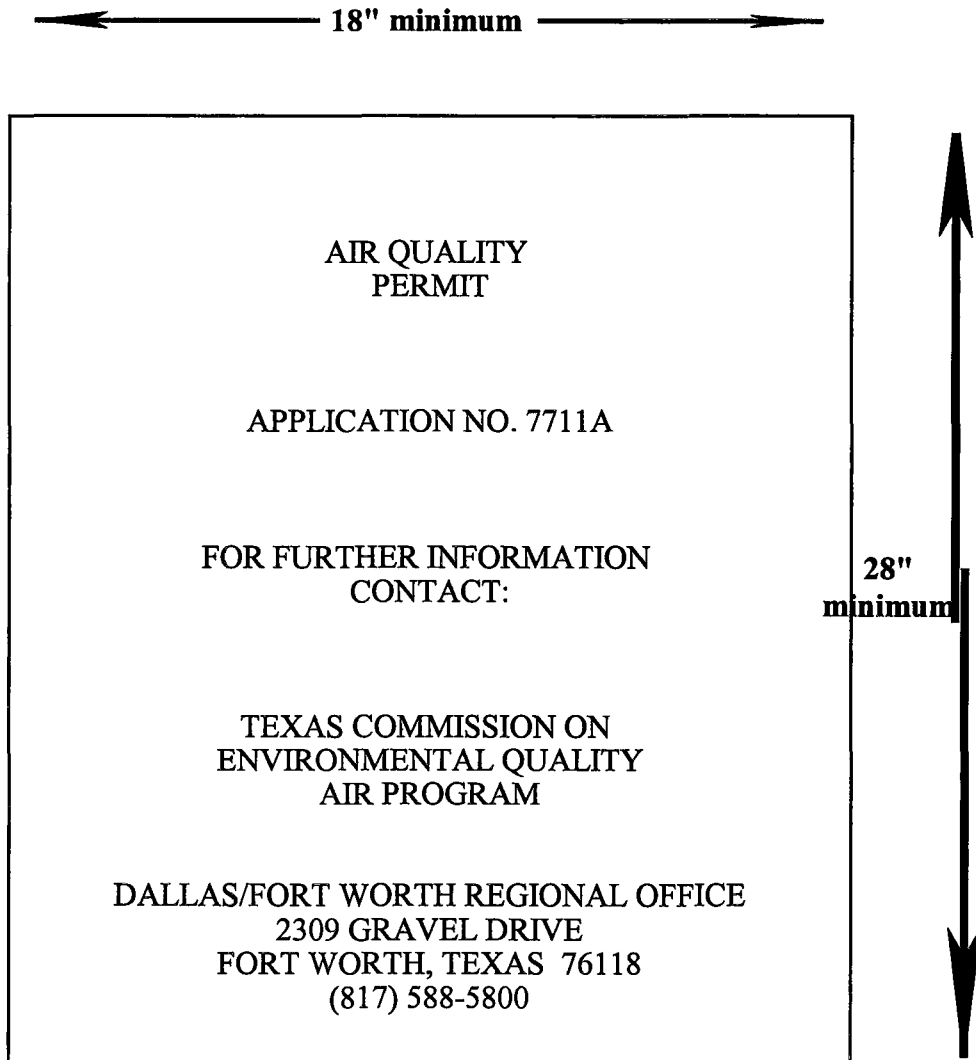 18" minimum
AIR QUALITY
PERMIT
APPLICATION NO. 7711A
FOR FURTHER INFORMATION
CONTACT:
28"
minimum
TEXAS COMMISSION ON
ENVIRONMENTAL QUALITY
AIR PROGRAM
DALLAS/FORT WORTH REGIONAL OFFICE
2309 GRAVEL DRIVE
FORT WORTH, TEXAS 76118
(817) 588-5800